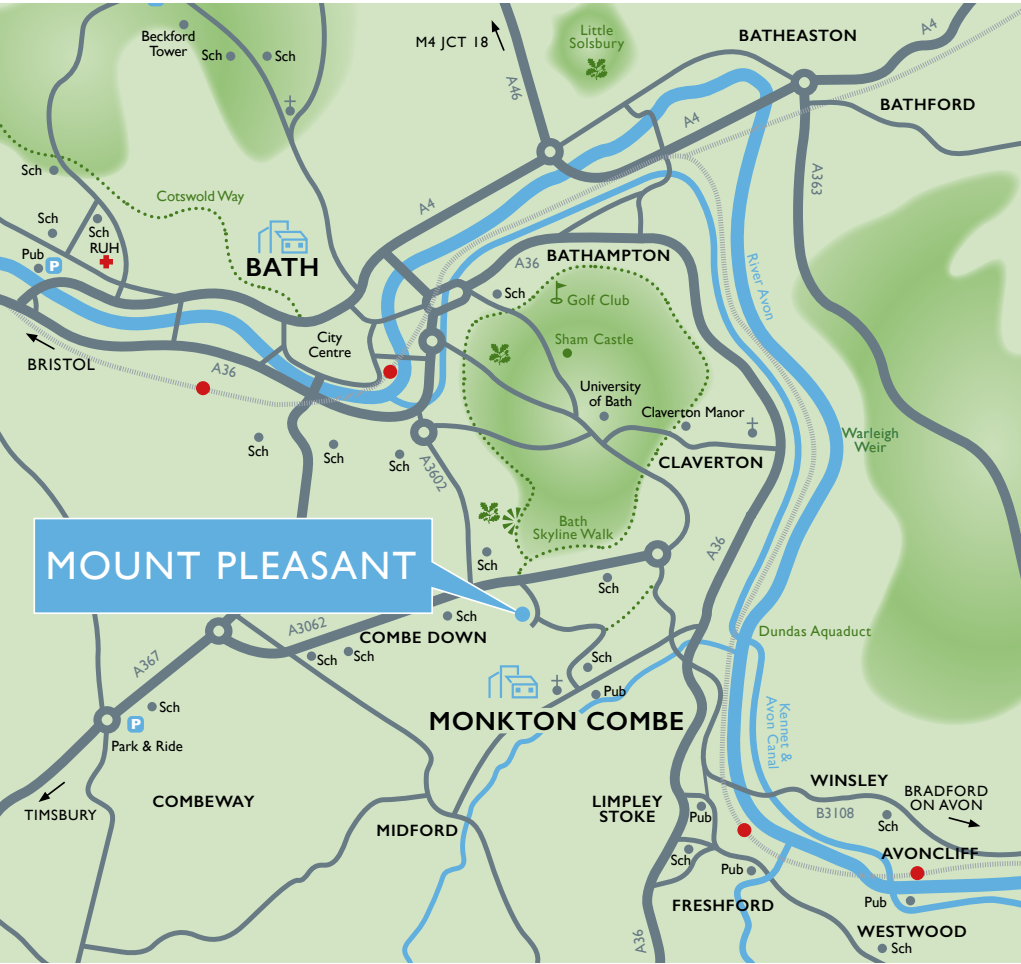 Beckford
Tower
Sch
Sch
M4 JCT 18
A46
Little
Solsbury
BATHEASTON
A4
BATHFORD
A4
A363
Sch
Cotswold Way
A4
Sch
Sch
RUH
Pub
P
BATH
A36
BATHAMPTON
River Avon
Sch
Golf Club
Sham Castle
City
Centre
BRISTOL
A36
University
of Bath
Claverton Manor
Warleigh
Weir
CLAVERTON
Sch
Sch
Sch
A3602
Bath
Skyline Walk
A36
MOUNT PLEASANT
Sch
Sch
Sch
A3062
COMBE DOWN
Dundas Aquaduct
Sch
Sch
A367
Sch
Pub
MONKTON COMBE
Sch
P
Park & Ride
Kennet &
Avon Canal
TIMSBURY
COMBEWAY
MIDFORD
LIMPLEY
STOKE
Pub
WINSLEY
B3108
BRADFORD
ON AVON
Sch
AVONCLIFF
Sch
Pub
FRESHFORD
Pub
A36
WESTWOOD
Sch